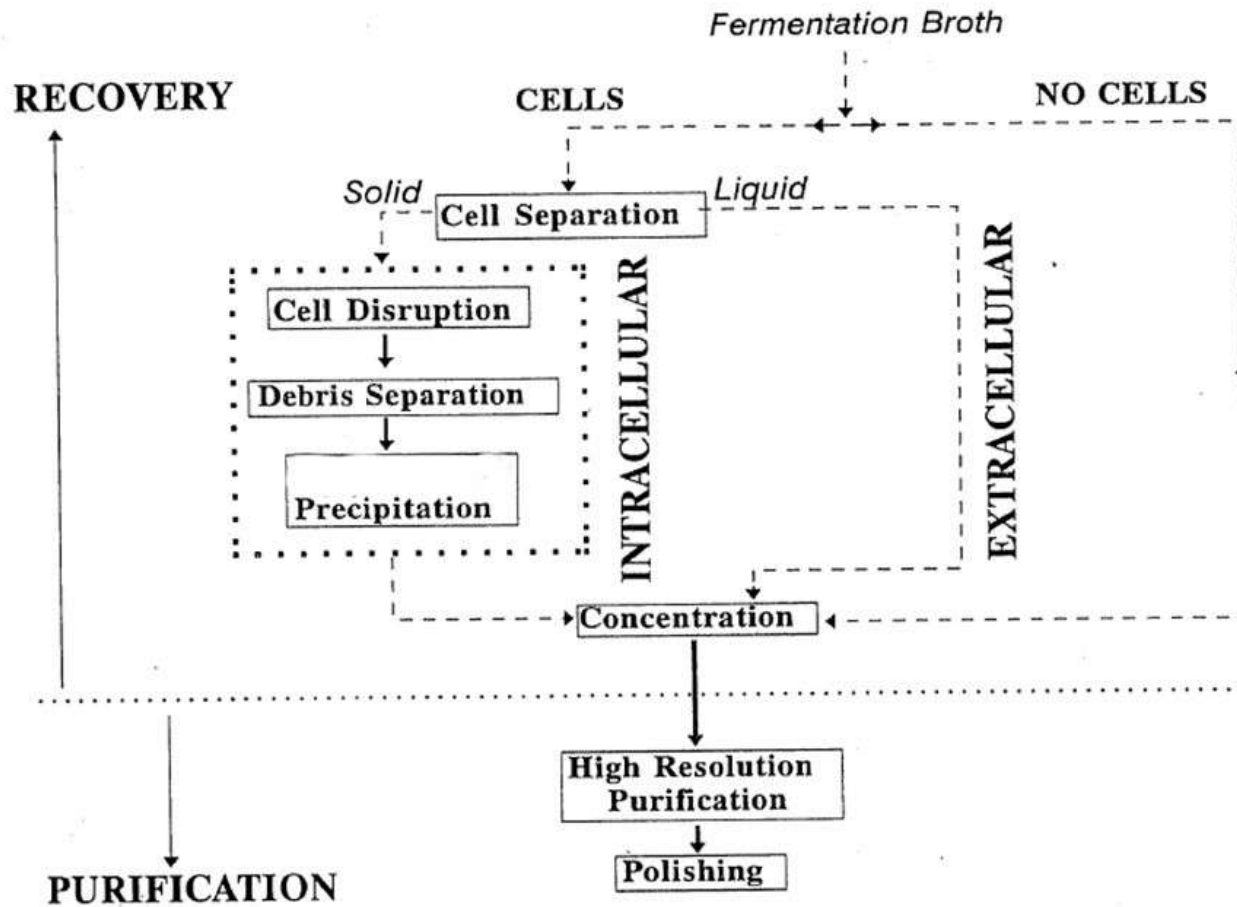 Fermentation Broth
RECOVERY
CELLS
NO CELLS
Solid
Liquid
Cell Separation
Cell Disruption
Debris Separation
Precipitation
INTRACELLULAR
EXTRACELLULAR
Concentration
High Resolution
Purification
Polishing
PURIFICATION